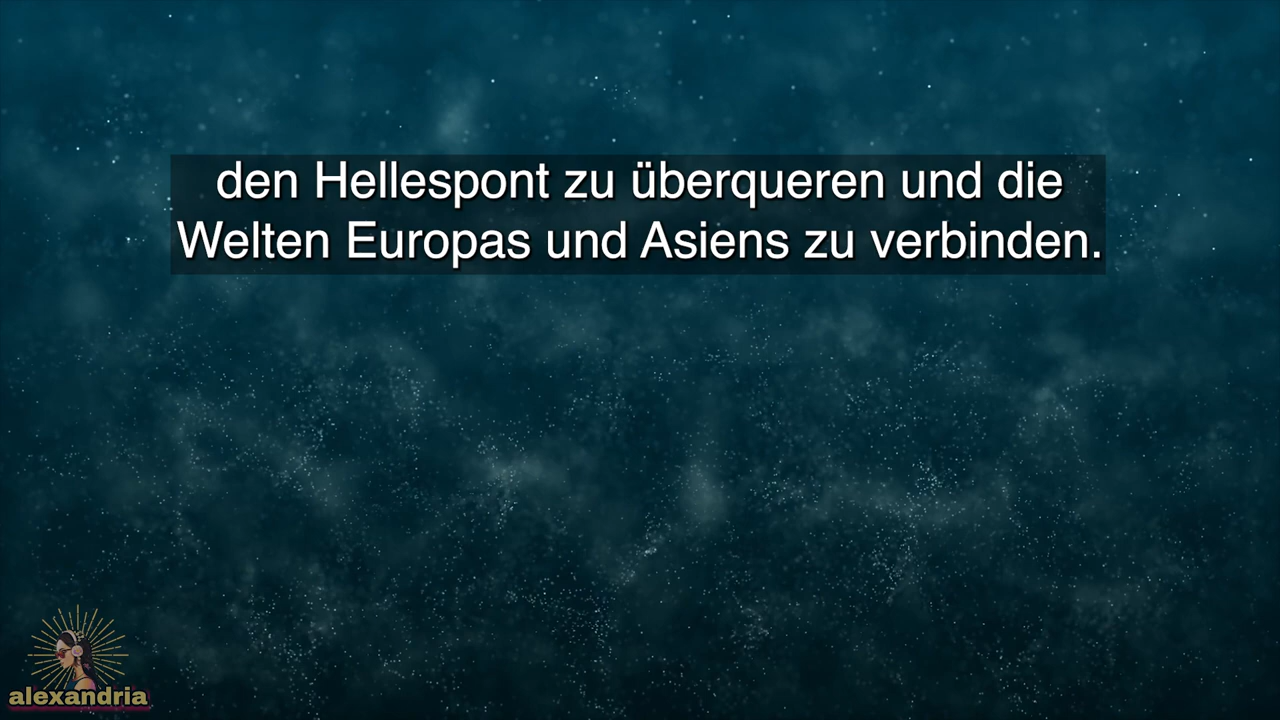 den Hellespont zu überqueren und die
Welten Europas und Asiens zu verbinden.
alexandria